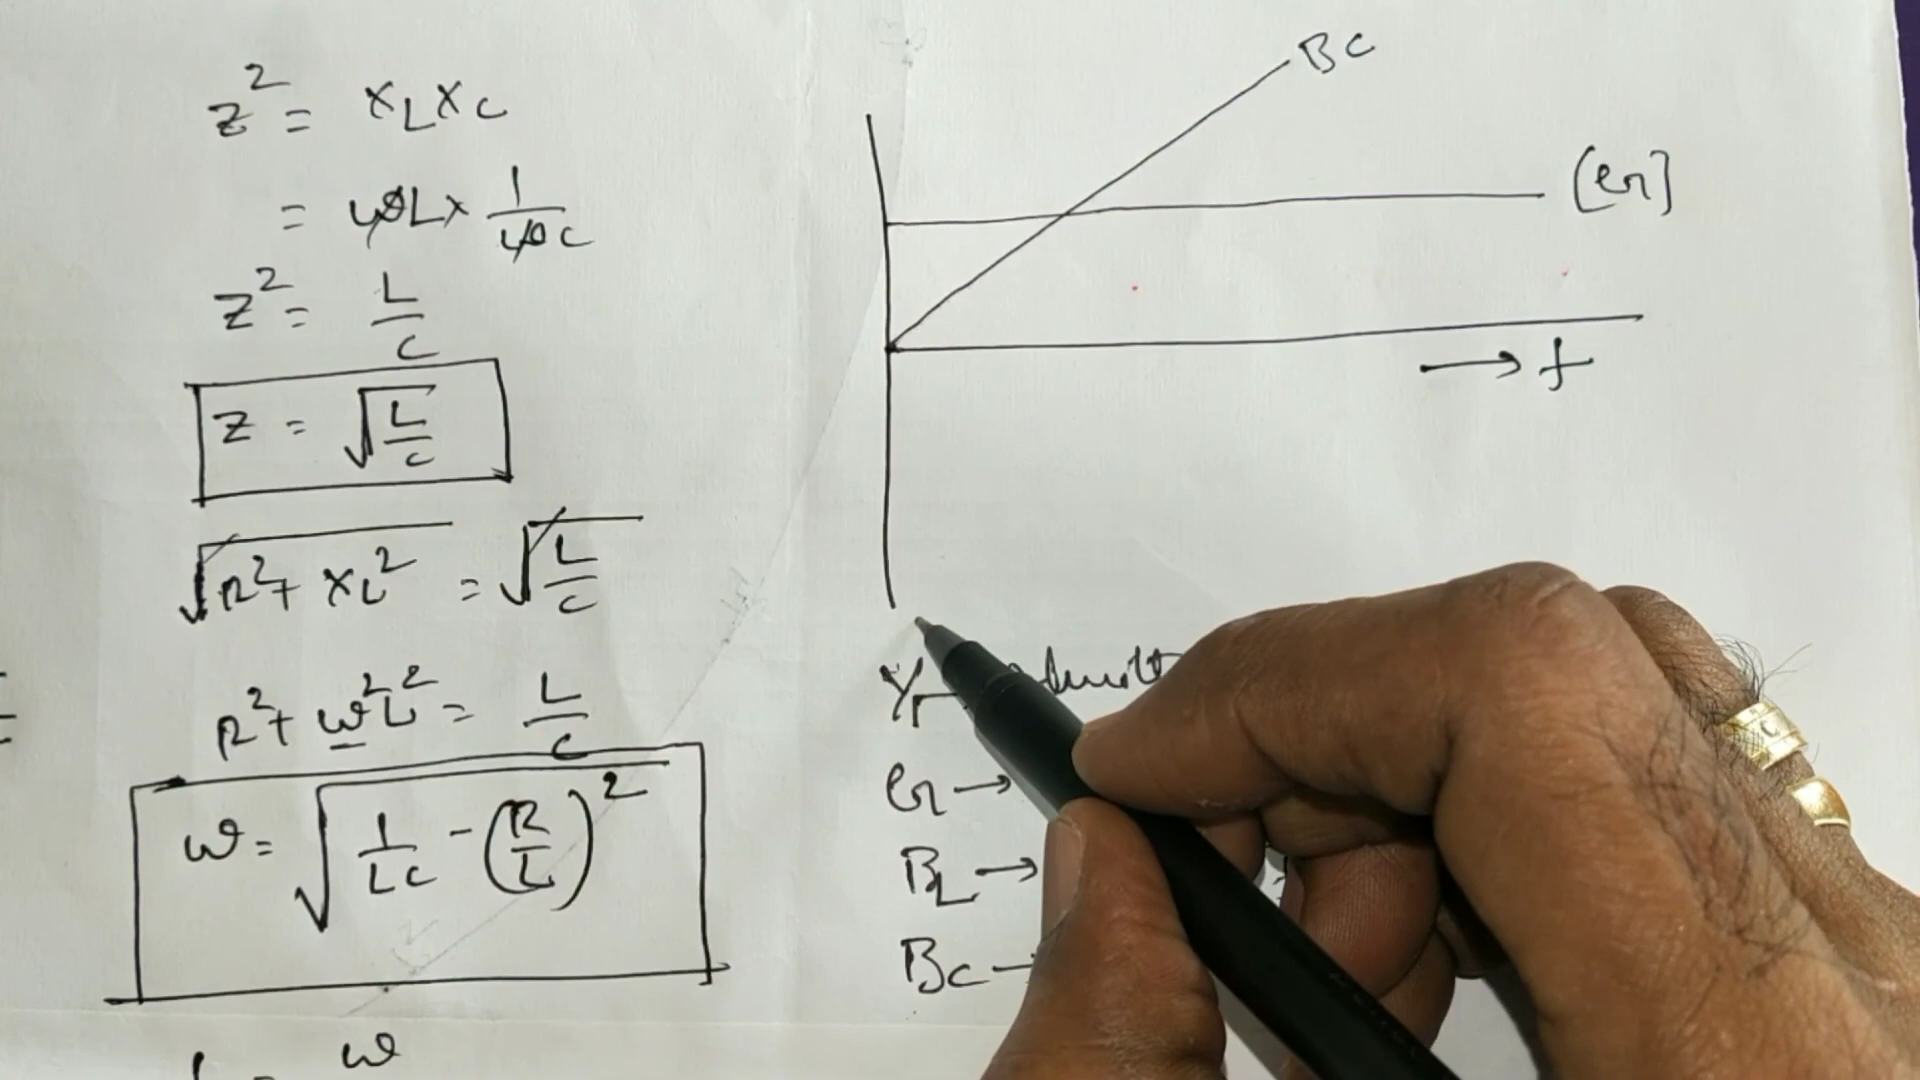 Z² = XLXC
= ωL× 1/ωC
Z² = L/C
Z = √(L/C)
√(R²+XL²) = √(L/C)
R²+ω²L² = L/C
ω = √(1/LC - (R/L)²)
ω
BC
(G]
→ f
Y
G →
BL →
BC →